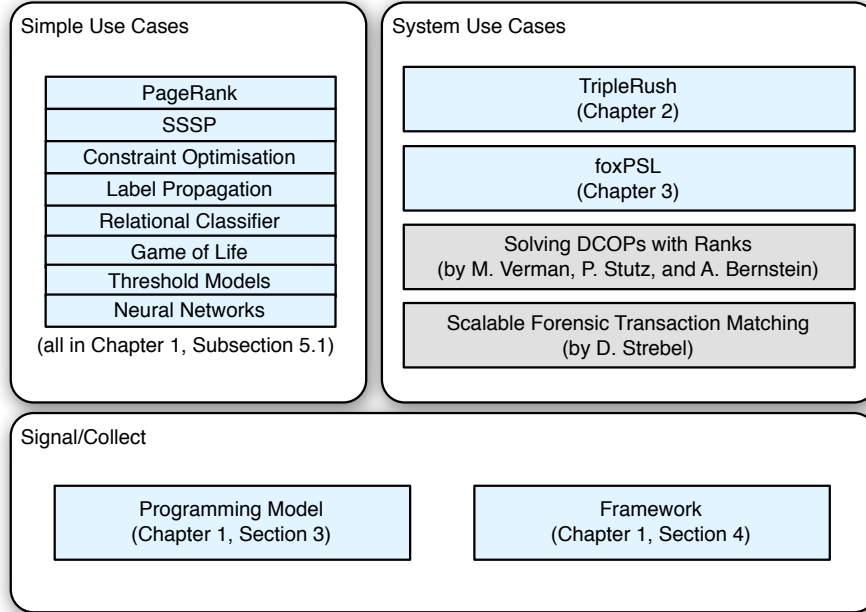 Simple Use Cases
PageRank
SSSP
Constraint Optimisation
Label Propagation
Relational Classifier
Game of Life
Threshold Models
Neural Networks
(all in Chapter 1, Subsection 5.1)
System Use Cases
TripleRush
(Chapter 2)
foxPSL
(Chapter 3)
Solving DCOPs with Ranks
(by M. Verman, P. Stutz, and A. Bernstein)
Scalable Forensic Transaction Matching
(by D. Strebel)
Signal/Collect
Programming Model
(Chapter 1, Section 3)
Framework
(Chapter 1, Section 4)